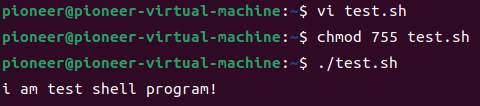 pioneer@pioneer-virtual-machine:~$ vi test.sh
pioneer@pioneer-virtual-machine:~$ chmod 755 test.sh
pioneer@pioneer-virtual-machine:~$ ./test.sh
i am test shell program!